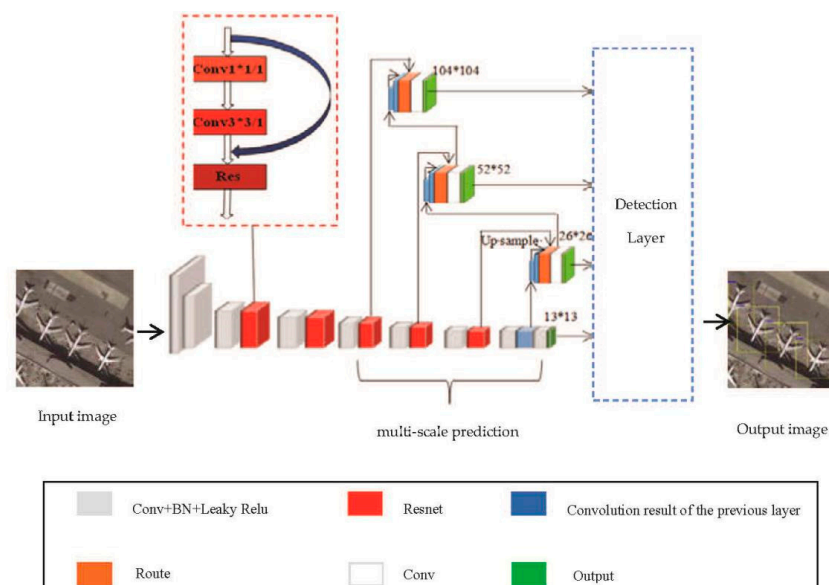 Conv1*1/1
Conv3*3/1
Res
104*104
52*52
Up-sample
26*26
13*13
Detection
Layer
Input image
multi-scale prediction
Output image
Conv+BN+Leaky Relu
Resnet
Convolution result of the previous layer
Route
Conv
Output